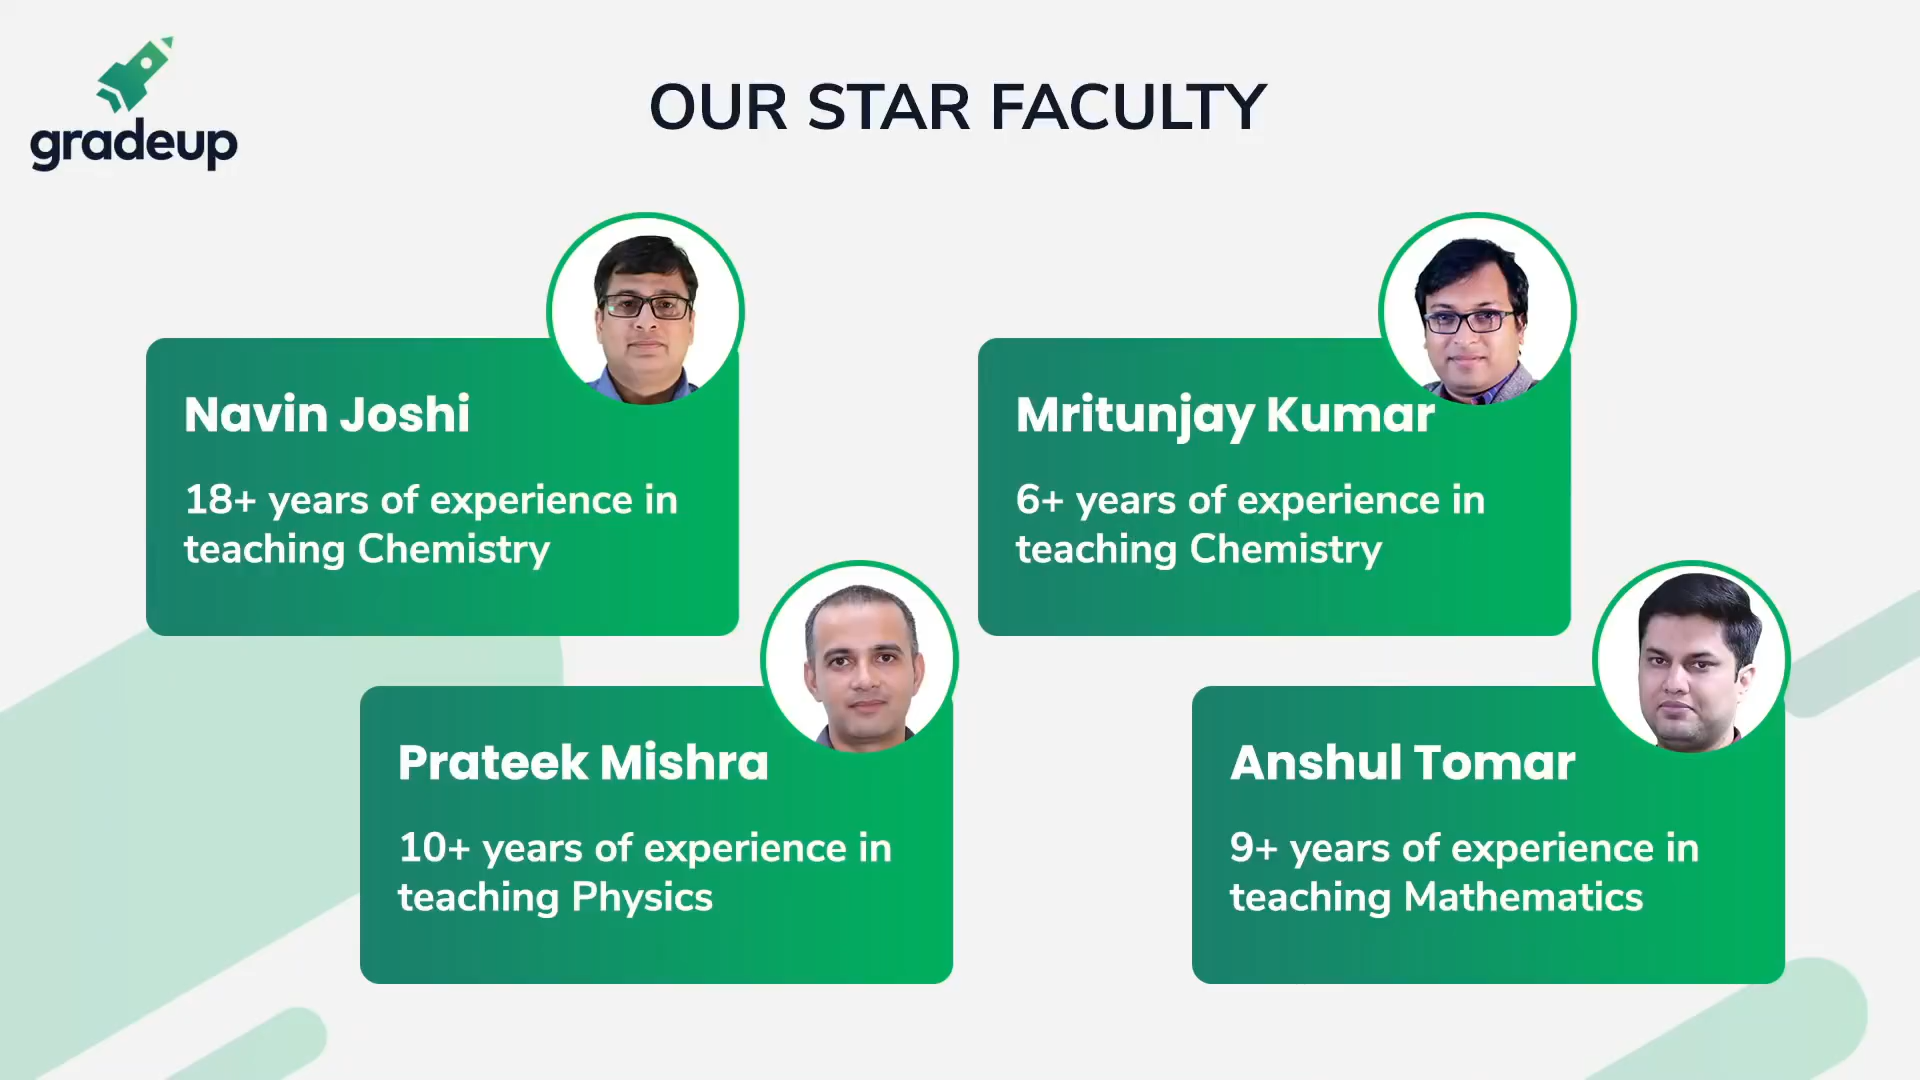 gradeup
OUR STAR FACULTY
Navin Joshi
18+ years of experience in
teaching Chemistry
Mritunjay Kumar
6+ years of experience in
teaching Chemistry
Prateek Mishra
10+ years of experience in
teaching Physics
Anshul Tomar
9+ years of experience in
teaching Mathematics